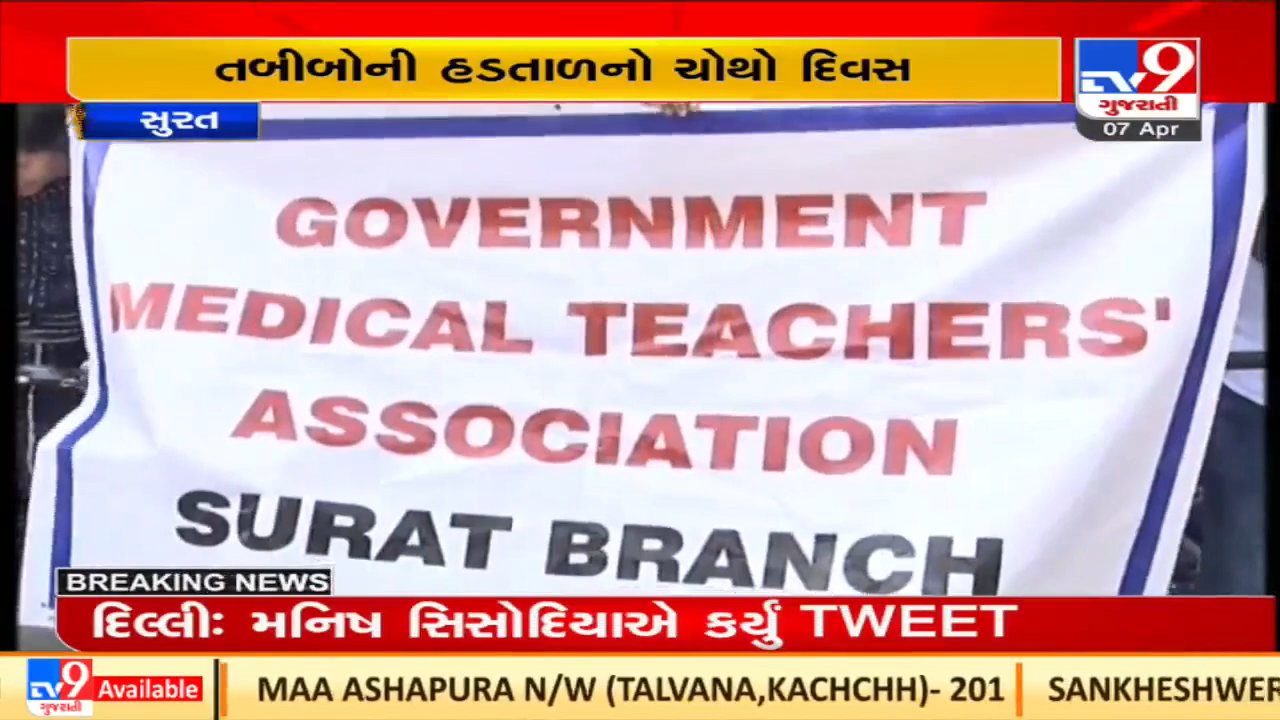 તબીબોની હડતાળનો ચોથો દિવસ
TV9
ગુજરાતી
07 Apr
સુરત
GOVERNMENT
MEDICAL TEACHERS'
ASSOCIATION
SURAT BRANCH
BREAKING NEWS
દિલ્લીઃ મનિષ સિસોદિયાએ કર્યું TWEET
TV9
ગુજરાતી
Available
MAA ASHAPURA N/W (TALVANA,KACHCHH)- 201
SANKHESHWER